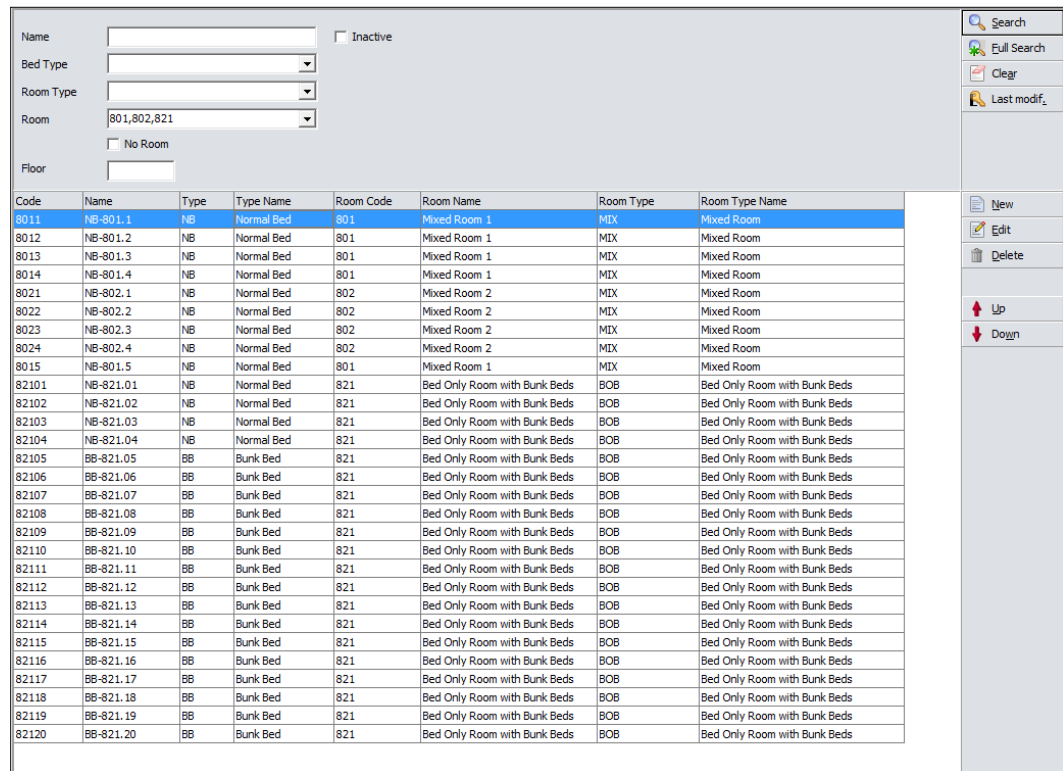 Name Inactive Search
Bed Type Full Search
Room Type Clear
Room 801,802,821 Last modif.
No Room
Floor
Code Name Type Type Name Room Code Room Name Room Type Room Type Name New
8011 NB-801.1 NB Normal Bed 801 Mixed Room 1 MIX Mixed Room
8012 NB-801.2 NB Normal Bed 801 Mixed Room 1 MIX Mixed Room Edit
8013 NB-801.3 NB Normal Bed 801 Mixed Room 1 MIX Mixed Room Delete
8014 NB-801.4 NB Normal Bed 801 Mixed Room 1 MIX Mixed Room
8021 NB-802.1 NB Normal Bed 802 Mixed Room 2 MIX Mixed Room
8022 NB-802.2 NB Normal Bed 802 Mixed Room 2 MIX Mixed Room Up
8023 NB-802.3 NB Normal Bed 802 Mixed Room 2 MIX Mixed Room Down
8024 NB-802.4 NB Normal Bed 802 Mixed Room 2 MIX Mixed Room
8015 NB-801.5 NB Normal Bed 801 Mixed Room 1 MIX Mixed Room
82101 NB-821.01 NB Normal Bed 821 Bed Only Room with Bunk Beds BOB Bed Only Room with Bunk Beds
82102 NB-821.02 NB Normal Bed 821 Bed Only Room with Bunk Beds BOB Bed Only Room with Bunk Beds
82103 NB-821.03 NB Normal Bed 821 Bed Only Room with Bunk Beds BOB Bed Only Room with Bunk Beds
82104 NB-821.04 NB Normal Bed 821 Bed Only Room with Bunk Beds BOB Bed Only Room with Bunk Beds
82105 BB-821.05 BB Bunk Bed 821 Bed Only Room with Bunk Beds BOB Bed Only Room with Bunk Beds
82106 BB-821.06 BB Bunk Bed 821 Bed Only Room with Bunk Beds BOB Bed Only Room with Bunk Beds
82107 BB-821.07 BB Bunk Bed 821 Bed Only Room with Bunk Beds BOB Bed Only Room with Bunk Beds
82108 BB-821.08 BB Bunk Bed 821 Bed Only Room with Bunk Beds BOB Bed Only Room with Bunk Beds
82109 BB-821.09 BB Bunk Bed 821 Bed Only Room with Bunk Beds BOB Bed Only Room with Bunk Beds
82110 BB-821.10 BB Bunk Bed 821 Bed Only Room with Bunk Beds BOB Bed Only Room with Bunk Beds
82111 BB-821.11 BB Bunk Bed 821 Bed Only Room with Bunk Beds BOB Bed Only Room with Bunk Beds
82112 BB-821.12 BB Bunk Bed 821 Bed Only Room with Bunk Beds BOB Bed Only Room with Bunk Beds
82113 BB-821.13 BB Bunk Bed 821 Bed Only Room with Bunk Beds BOB Bed Only Room with Bunk Beds
82114 BB-821.14 BB Bunk Bed 821 Bed Only Room with Bunk Beds BOB Bed Only Room with Bunk Beds
82115 BB-821.15 BB Bunk Bed 821 Bed Only Room with Bunk Beds BOB Bed Only Room with Bunk Beds
82116 BB-821.16 BB Bunk Bed 821 Bed Only Room with Bunk Beds BOB Bed Only Room with Bunk Beds
82117 BB-821.17 BB Bunk Bed 821 Bed Only Room with Bunk Beds BOB Bed Only Room with Bunk Beds
82118 BB-821.18 BB Bunk Bed 821 Bed Only Room with Bunk Beds BOB Bed Only Room with Bunk Beds
82119 BB-821.19 BB Bunk Bed 821 Bed Only Room with Bunk Beds BOB Bed Only Room with Bunk Beds
82120 BB-821.20 BB Bunk Bed 821 Bed Only Room with Bunk Beds BOB Bed Only Room with Bunk Beds